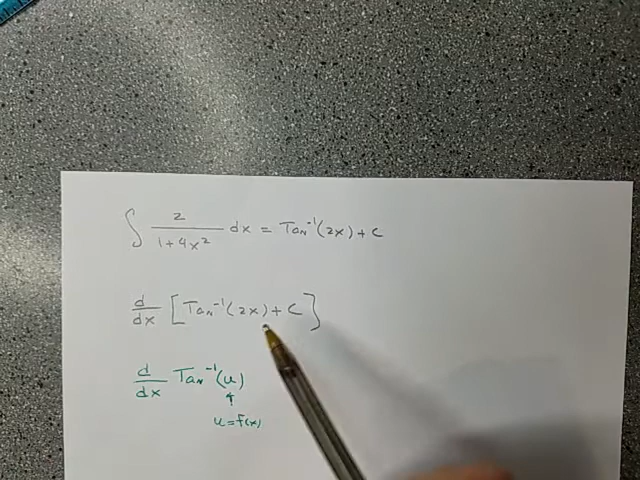 ∫ 2/(1+4x²) dx = Tan⁻¹(2x)+C
d/dx [Tan⁻¹(2x)+C]
d/dx Tan⁻¹(u)
↑
u=f(x)